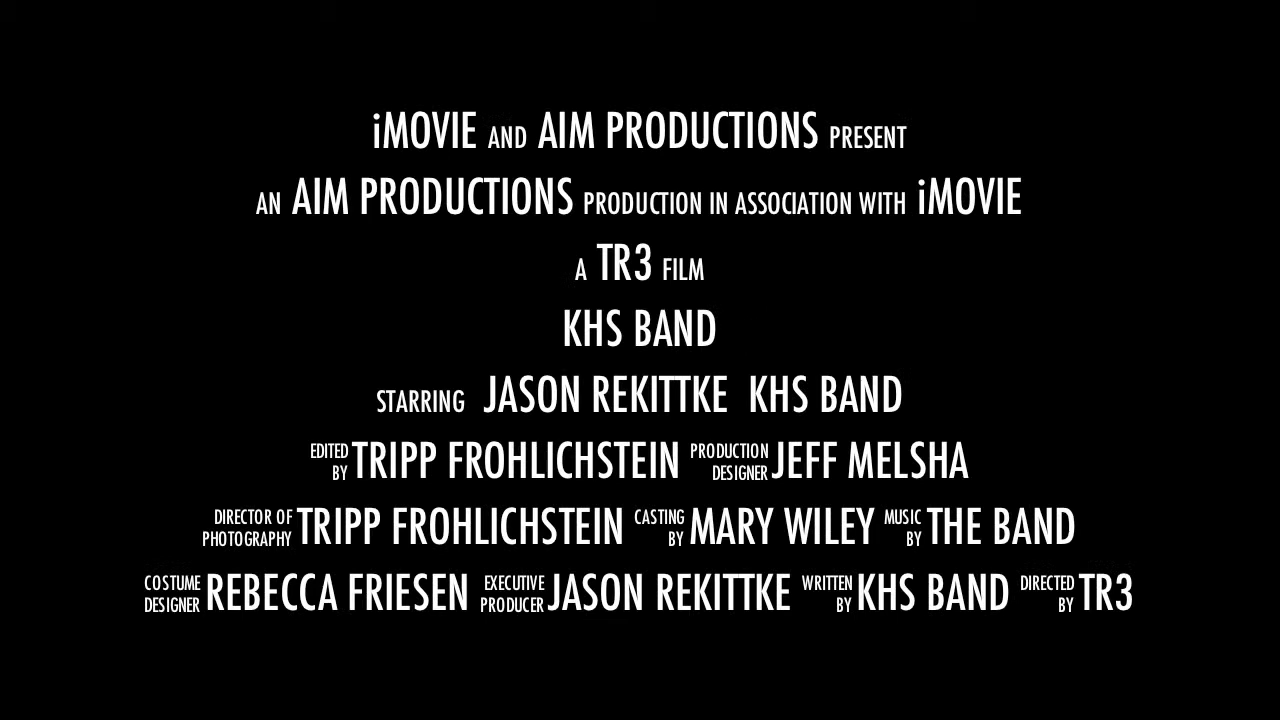 iMOVIE AND AIM PRODUCTIONS PRESENT
AN AIM PRODUCTIONS PRODUCTION IN ASSOCIATION WITH iMOVIE
A TR3 FILM
KHS BAND
STARRING JASON REKITTKE KHS BAND
EDITED BY TRIPP FROHLICHSTEIN PRODUCTION DESIGNER JEFF MELSHA
DIRECTOR OF PHOTOGRAPHY TRIPP FROHLICHSTEIN CASTING BY MARY WILEY MUSIC BY THE BAND
COSTUME DESIGNER REBECCA FRIESEN EXECUTIVE PRODUCER JASON REKITTKE WRITTEN BY KHS BAND DIRECTED BY TR3